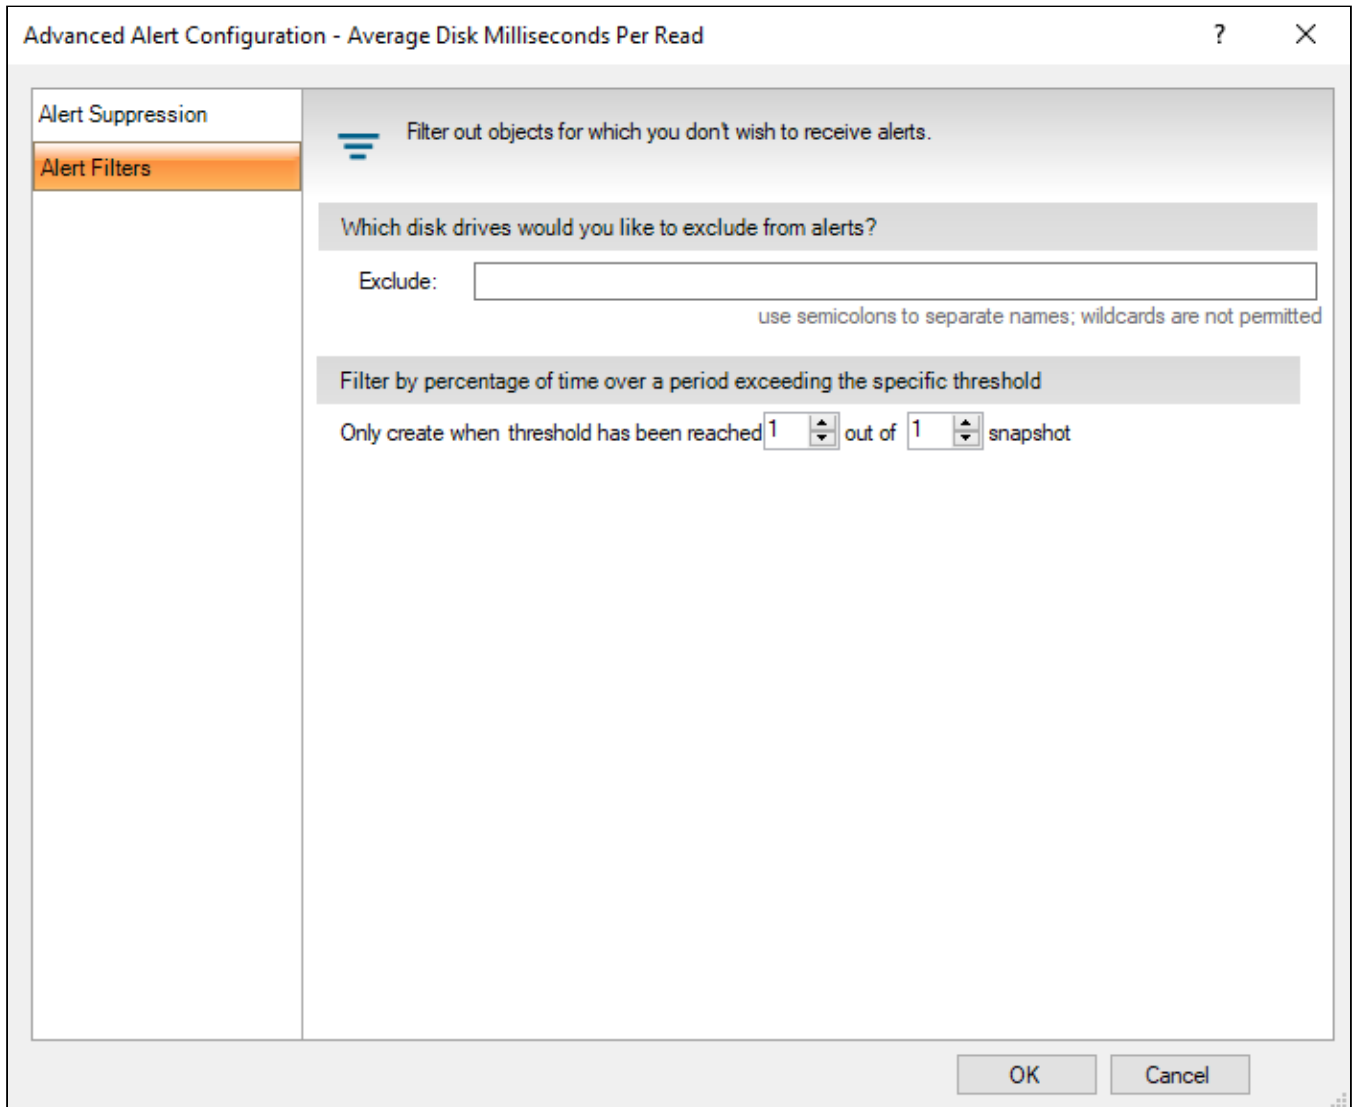 Advanced Alert Configuration - Average Disk Milliseconds Per Read ?
Alert Suppression
Alert Filters
Filter out objects for which you don't wish to receive alerts.
Which disk drives would you like to exclude from alerts?
Exclude:
use semicolons to separate names; wildcards are not permitted
Filter by percentage of time over a period exceeding the specific threshold
Only create when threshold has been reached 1 out of 1 snapshot
OK Cancel